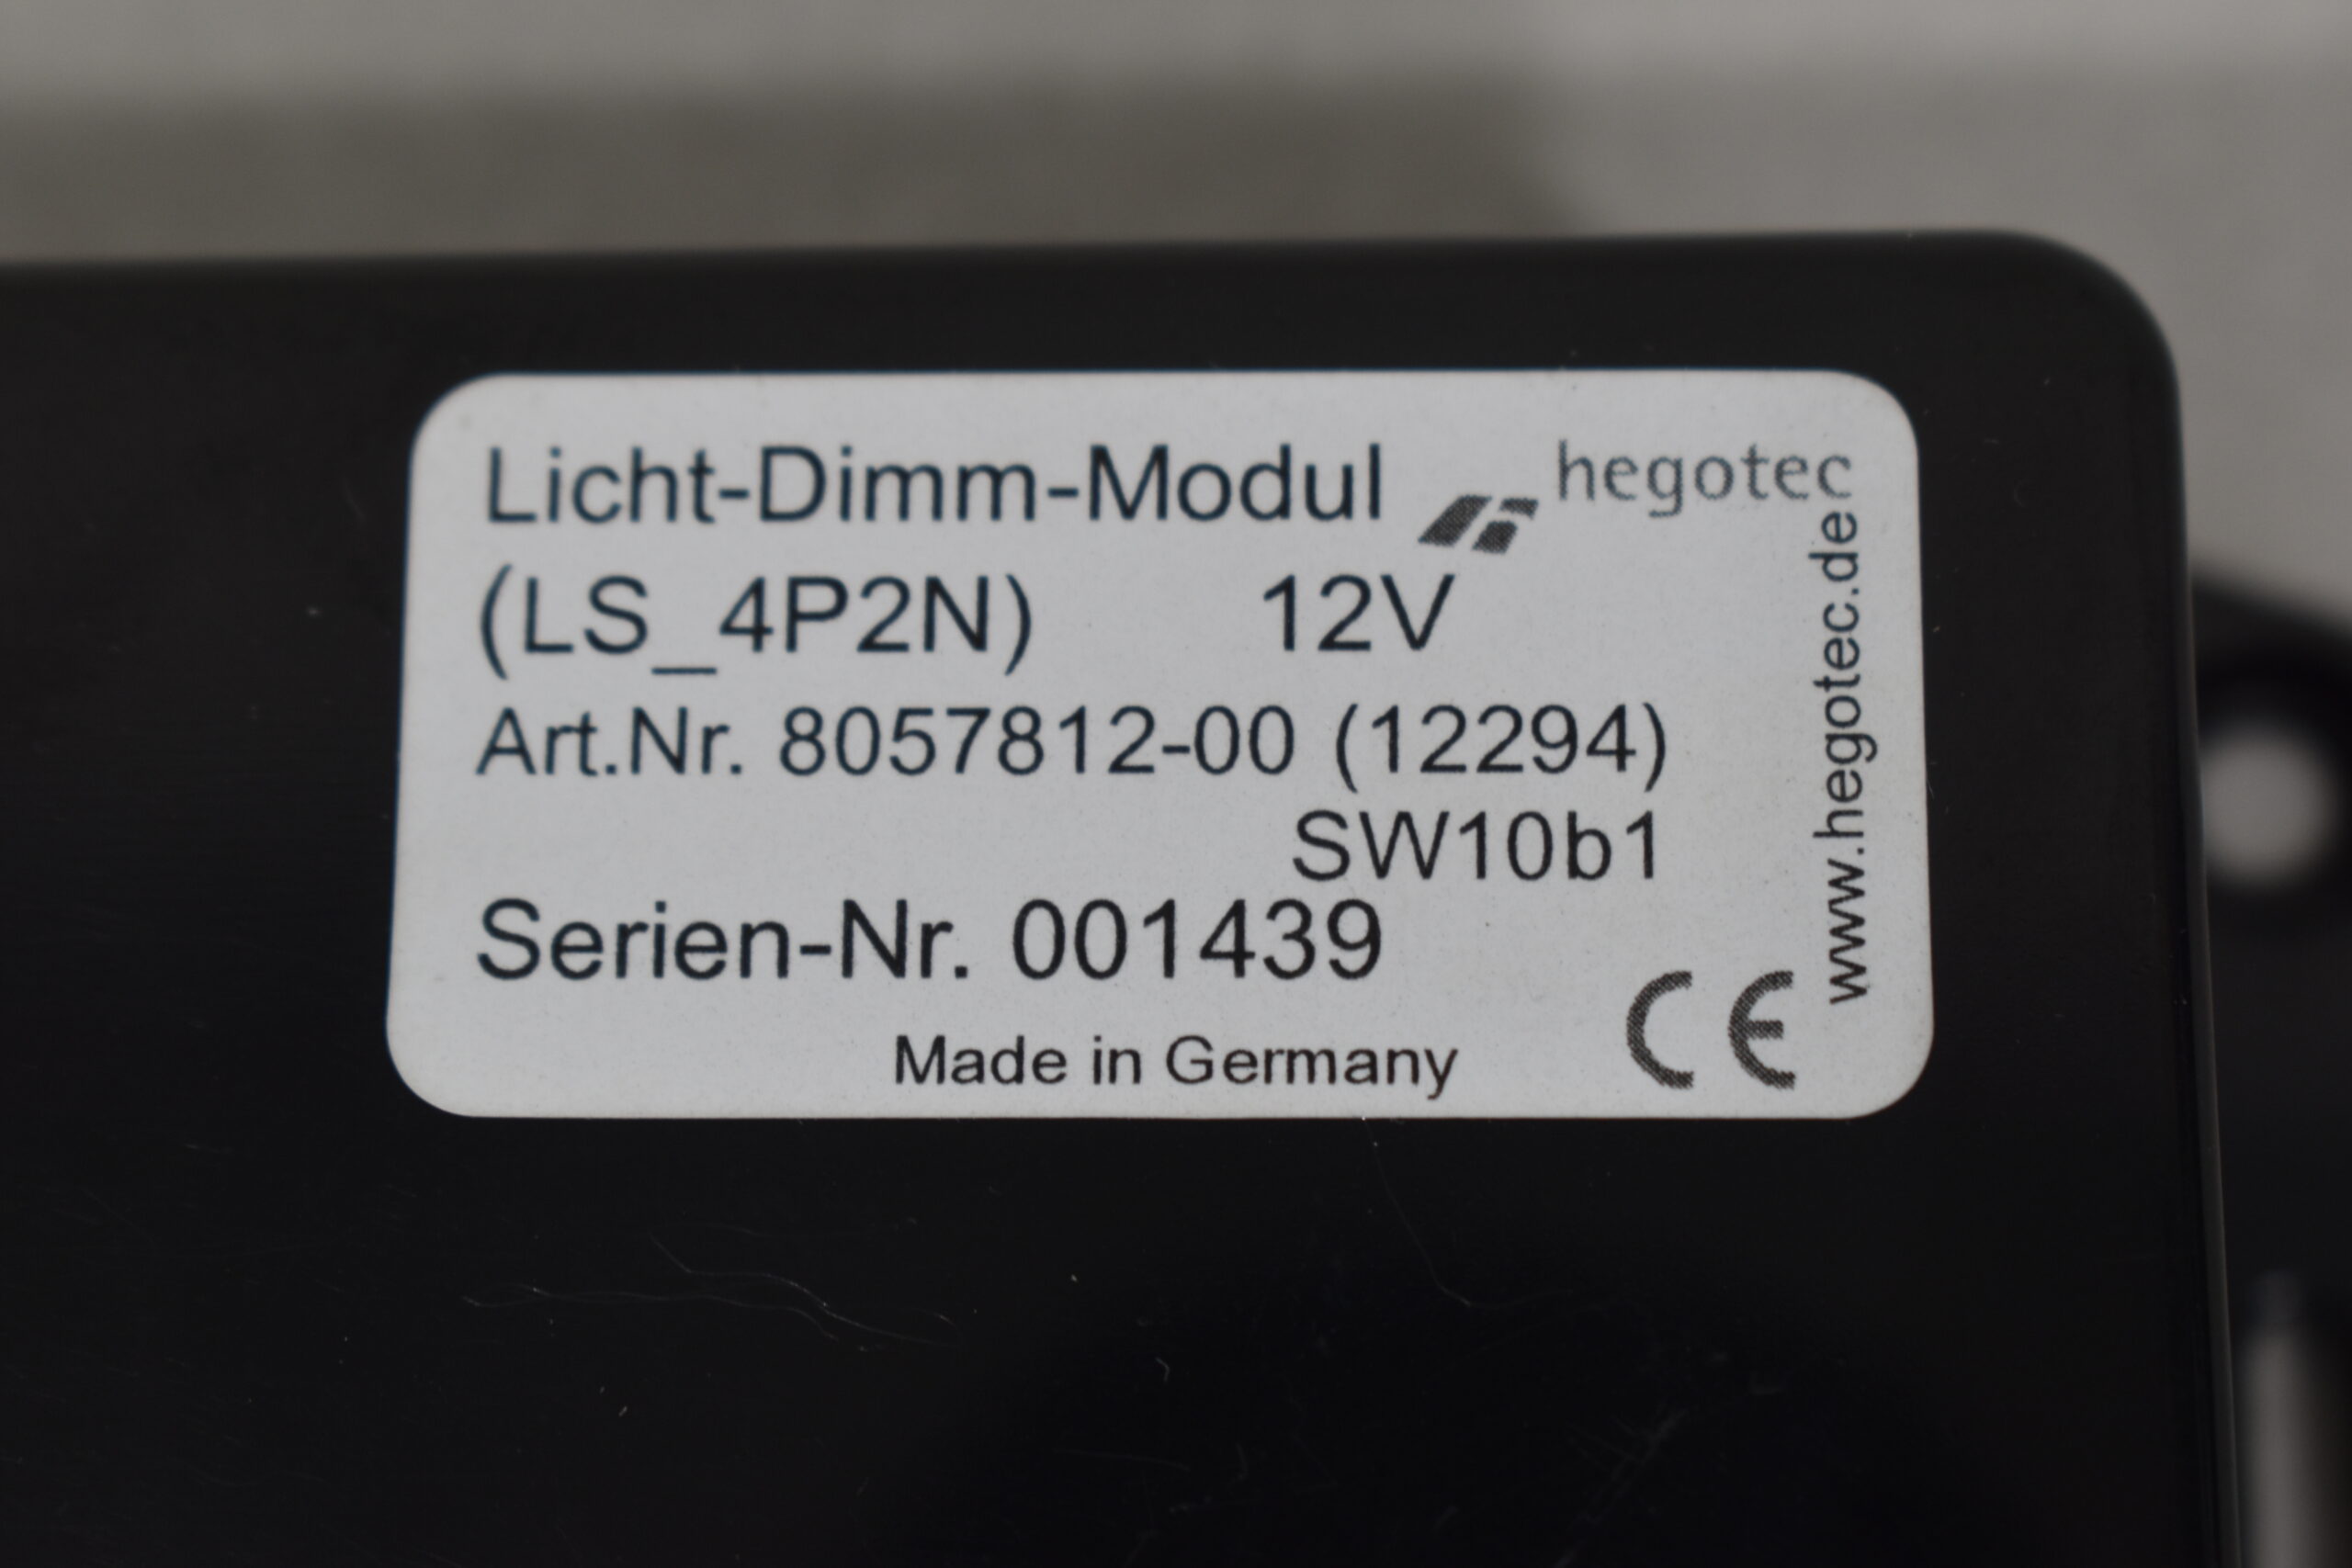 Licht-Dimm-Modul
hegotec
(LS_4P2N) 12V
Art.Nr. 8057812-00 (12294)
SW10b1
Serien-Nr. 001439
Made in Germany
CE
www.hegotec.de